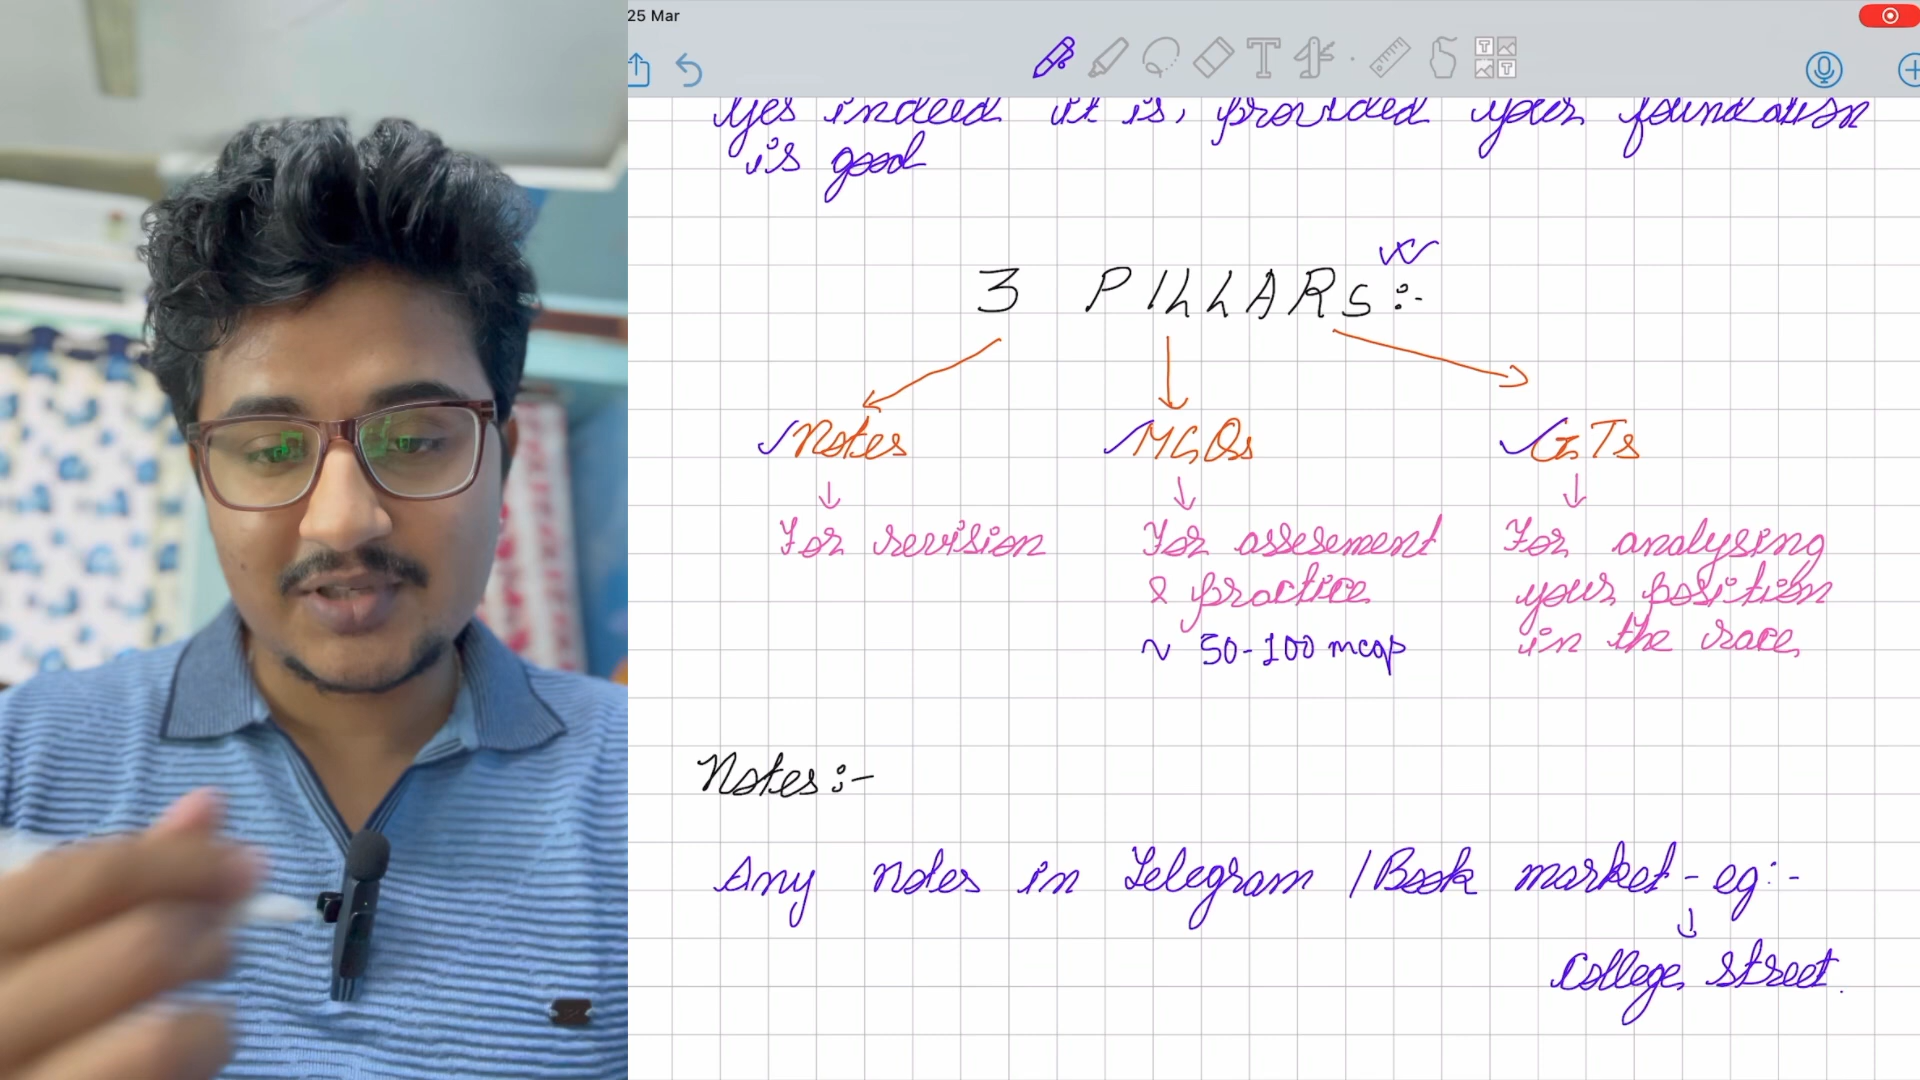 25 Mar
Yes indeed it is, provided your foundation
is good
3 PILLARS :-
Notes MCQs GTs
For revision For assesement For analysing
& practice your position
~ 50-100 mcqs in the race
Notes :-
Any notes in Telegram / Book market - eg :-
College Street.